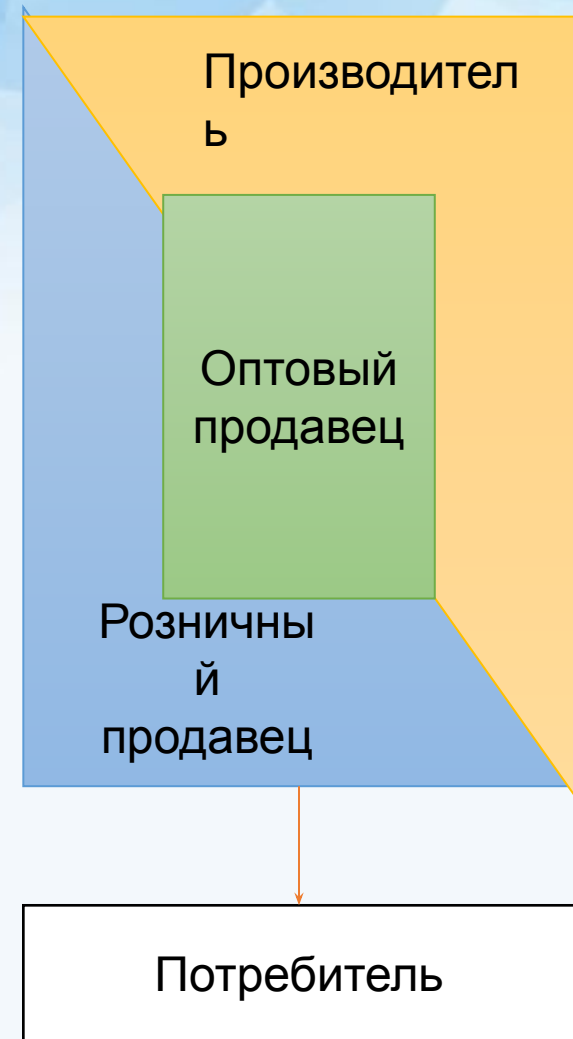 Производител
ь
Оптовый
продавец
Розничны
й
продавец
Потребитель